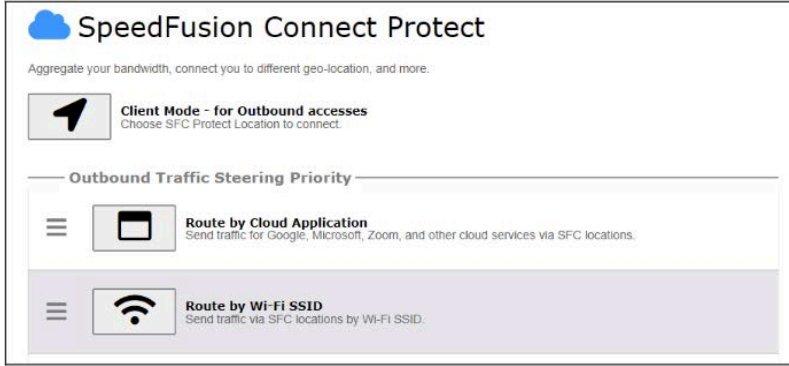 SpeedFusion Connect Protect
Aggregate your bandwidth, connect you to different geo-location, and more.
Client Mode - for Outbound accesses
Choose SFC Protect Location to connect.
Outbound Traffic Steering Priority
Route by Cloud Application
Send traffic for Google, Microsoft, Zoom, and other cloud services via SFC locations.
Route by Wi-Fi SSID
Send traffic via SFC locations by Wi-Fi SSID.